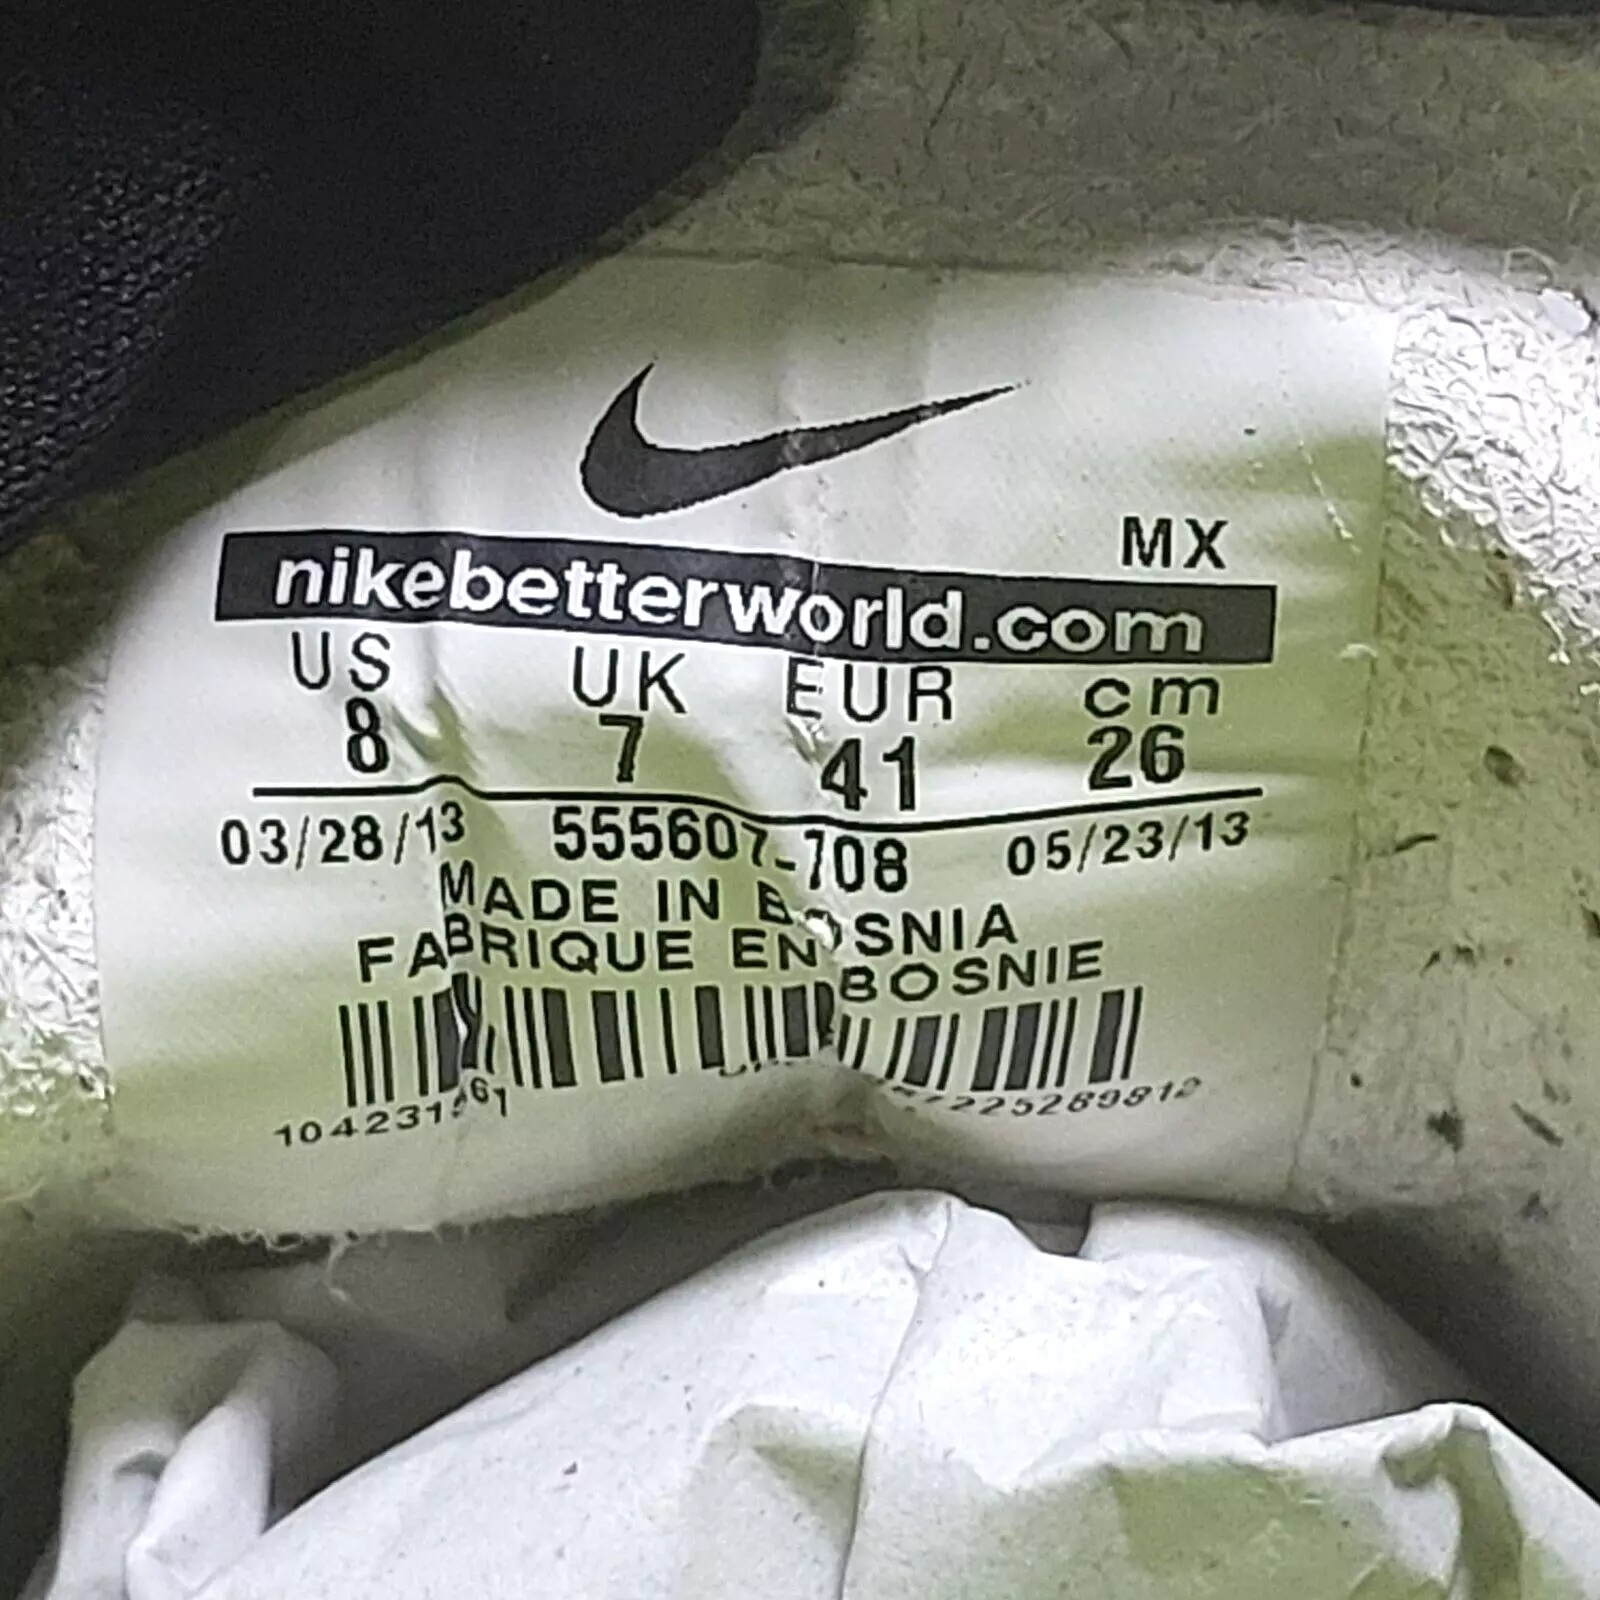 MX
nikebetterworld.com
US UK EUR cm
8 7 41 26
03/28/13 555607-708 05/23/13
MADE IN BOSNIA
FABRIQUE EN BOSNIE